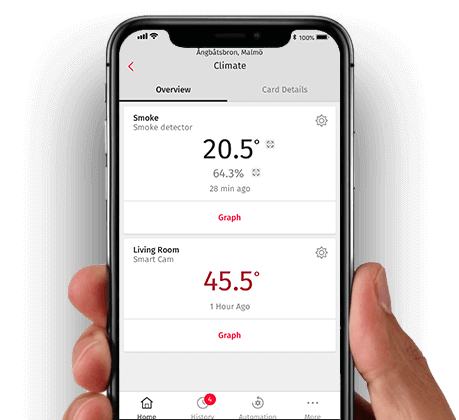 100%
Ångbåtsbron, Malmö
Climate
Overview
Card Details
Smoke
Smoke detector
20.5°
64.3%
28 min ago
Graph
Living Room
Smart Cam
45.5°
1 Hour Ago
Graph
4
Home
History
Automation
More